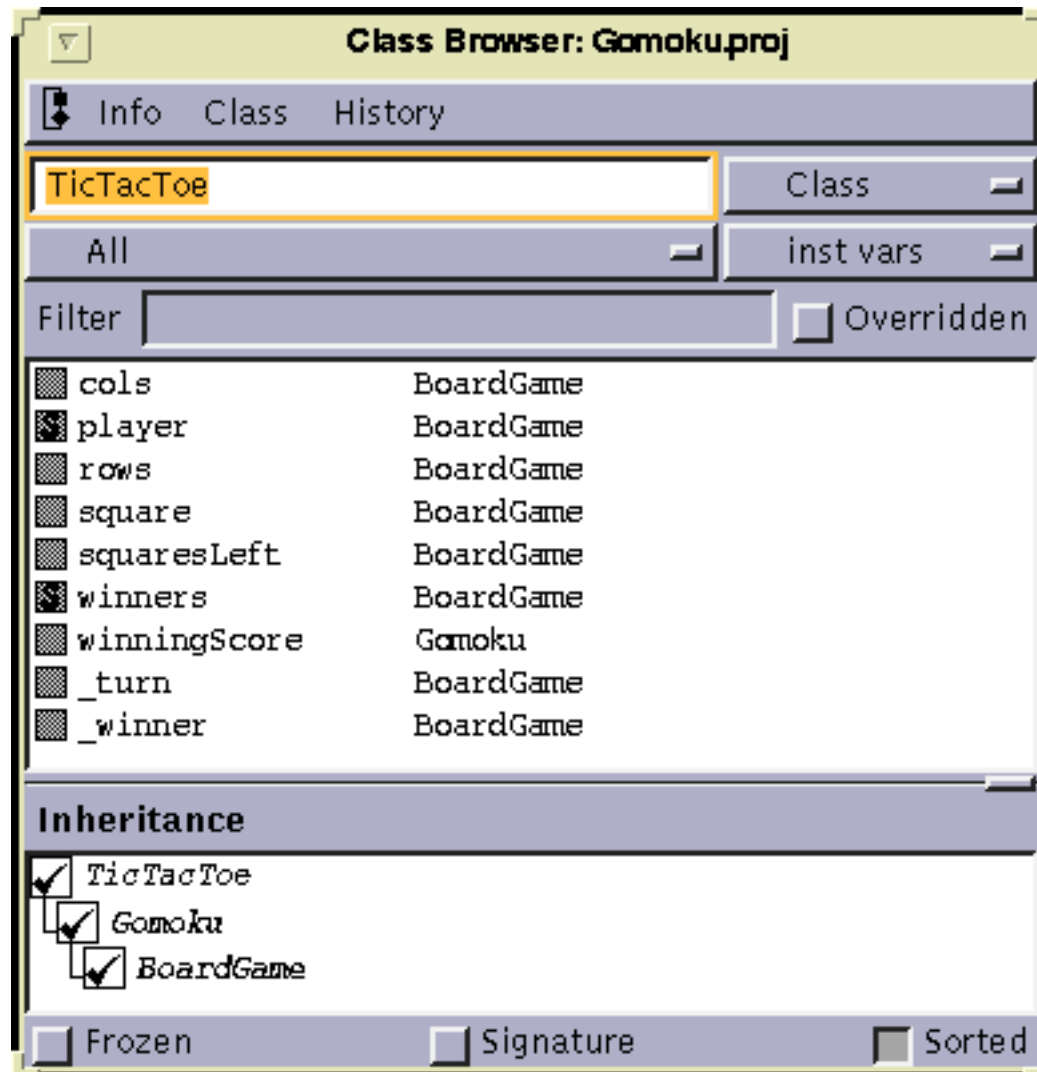 Class Browser: Gomoku.proj
Info Class History
TicTacToe Class
All inst vars
Filter Overridden
cols BoardGame
S player BoardGame
rows BoardGame
square BoardGame
squaresLeft BoardGame
S winners BoardGame
winningScore Gomoku
_turn BoardGame
_winner BoardGame
Inheritance
TicTacToe
Gomoku
BoardGame
Frozen Signature Sorted